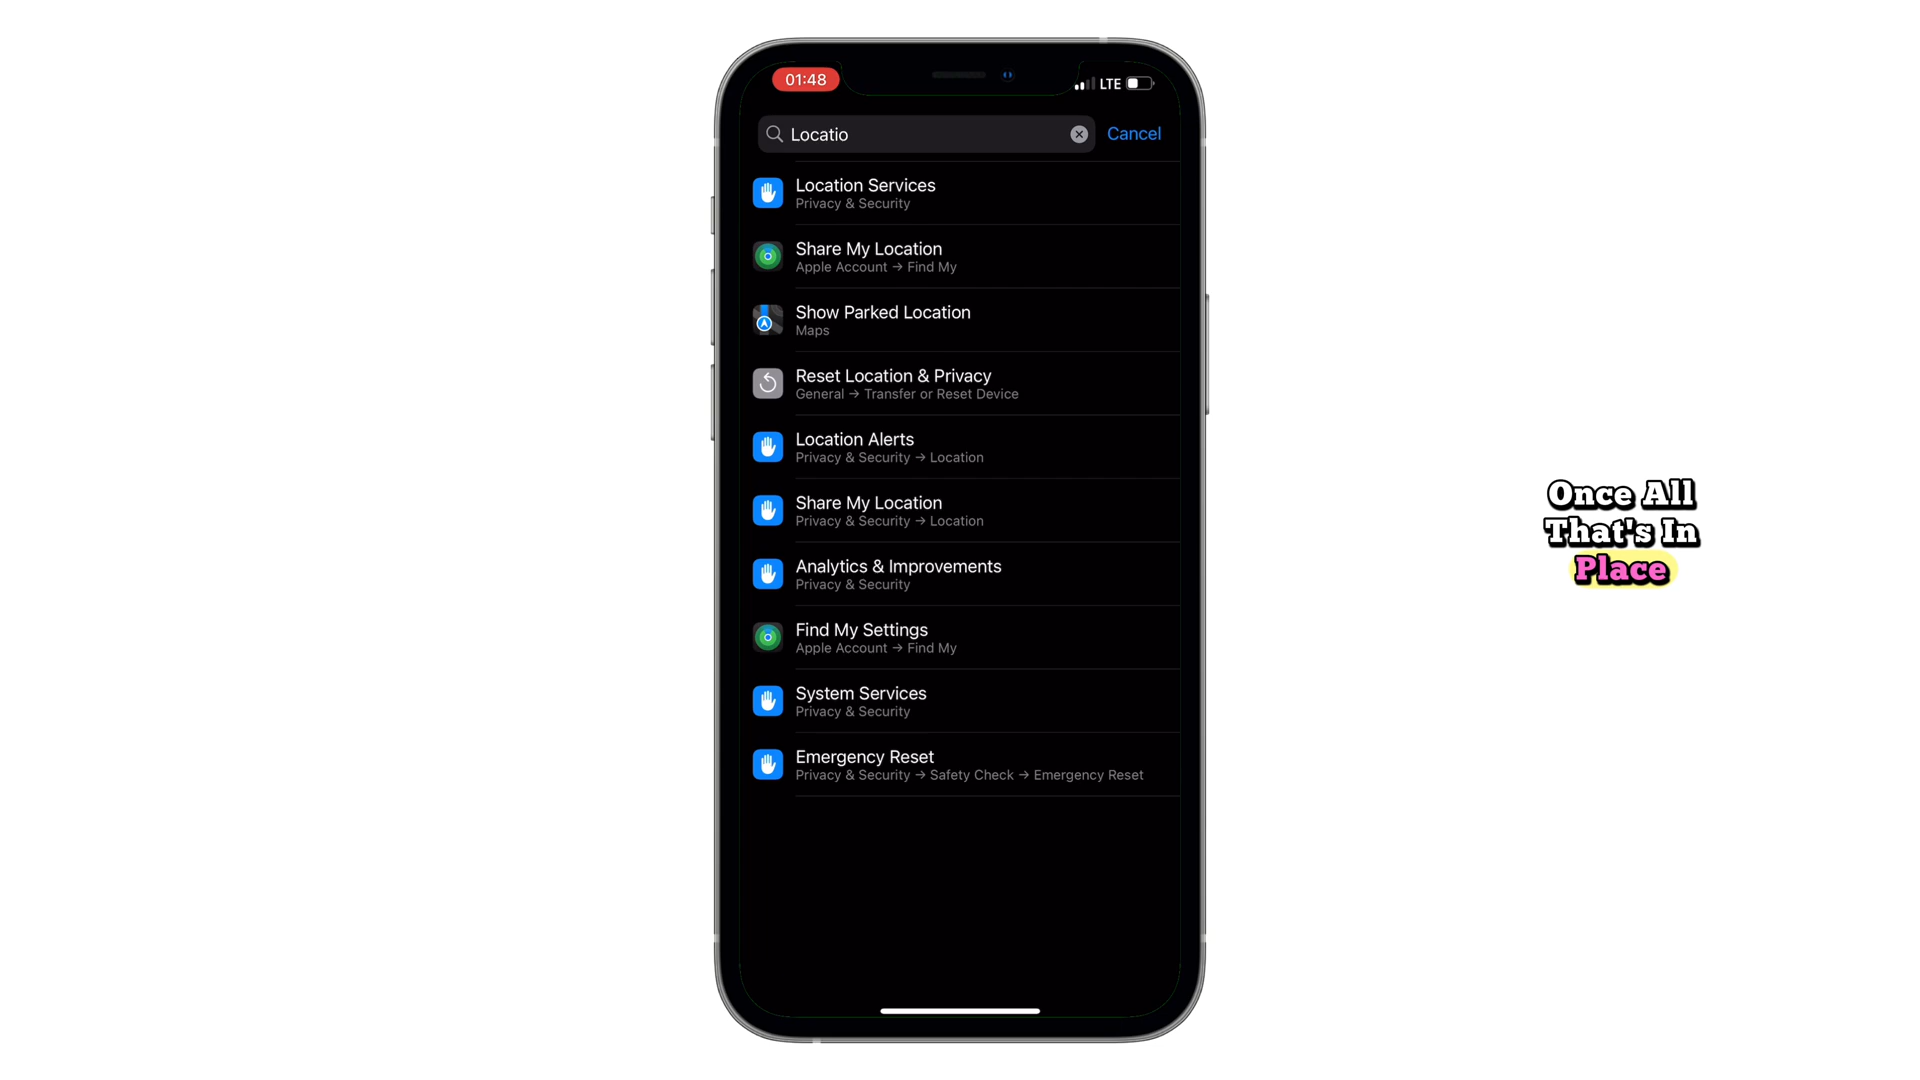 01:48
LTE
Locatio
Cancel
Location Services
Privacy & Security
Share My Location
Apple Account → Find My
Show Parked Location
Maps
Reset Location & Privacy
General → Transfer or Reset Device
Location Alerts
Privacy & Security → Location
Share My Location
Privacy & Security → Location
Analytics & Improvements
Privacy & Security
Find My Settings
Apple Account → Find My
System Services
Privacy & Security
Emergency Reset
Privacy & Security → Safety Check → Emergency Reset
Once All
That's In
Place